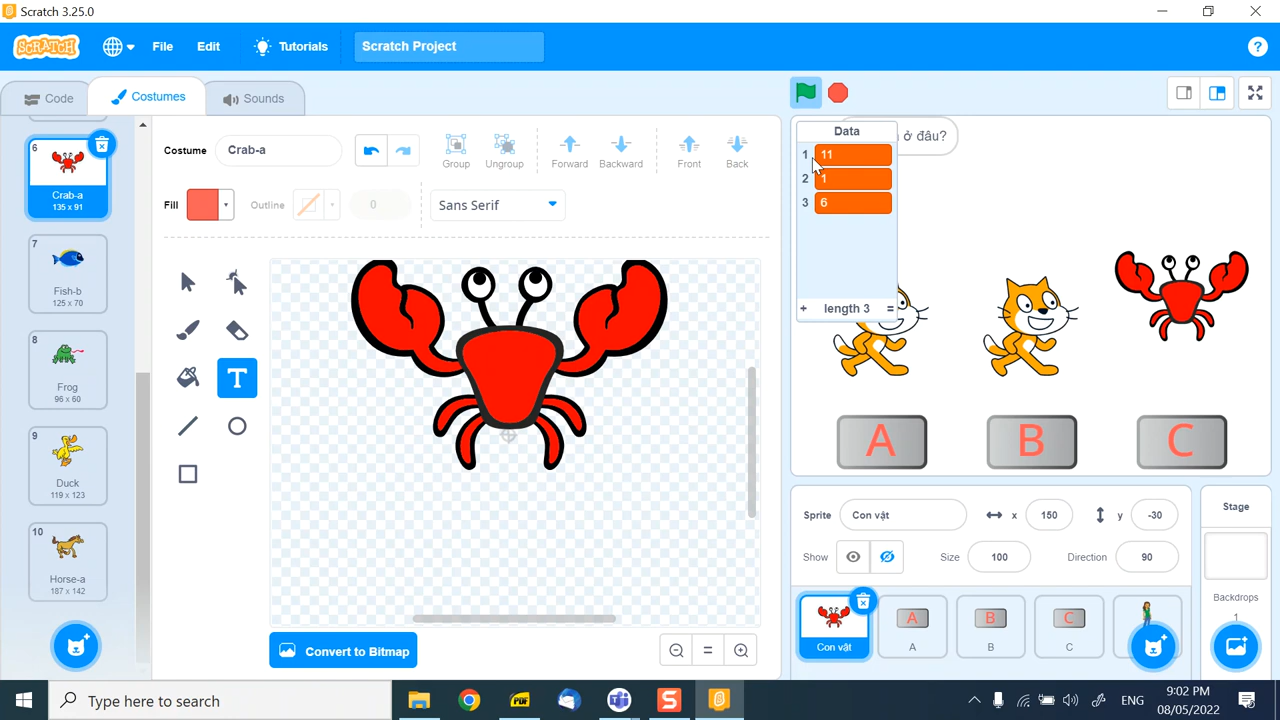 Scratch 3.25.0
SCRATCH File Edit Tutorials Scratch Project ?
Code Costumes Sounds
6
Crab-a
135 x 91
7
Fish-b
125 x 70
8
Frog
96 x 60
9
Duck
119 x 123
10
Horse-a
187 x 142
Costume Crab-a Group Ungroup Forward Backward Front Back
Fill Outline 0 Sans Serif
T
Convert to Bitmap
ở đâu?
Data
1 11
2 1
3 6
+ length 3 =
A B C
Sprite Con vật x 150 y -30
Show Size 100 Direction 90
Con vật
A A
B B
C C
Stage
Backdrops
1
Type here to search
PDF
S
ENG
9:02 PM
08/05/2022